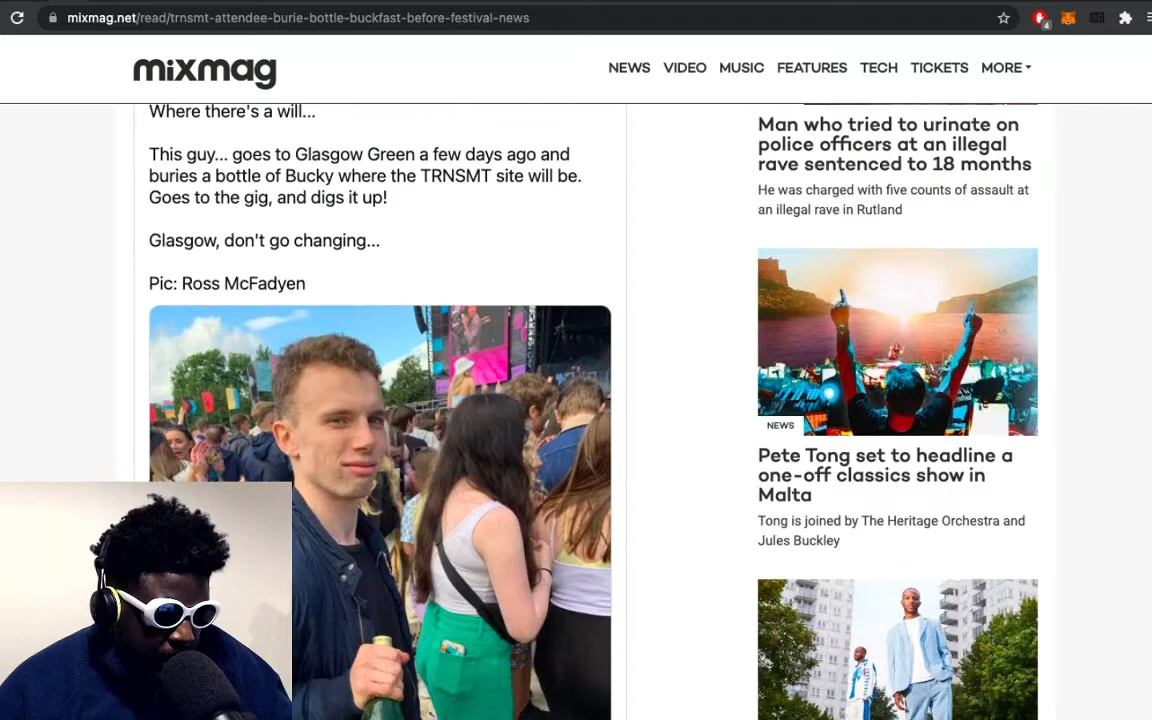 mixmag.net/read/trnsmt-attendee-burie-bottle-buckfast-before-festival-news
4
mixmag
NEWS VIDEO MUSIC FEATURES TECH TICKETS MORE
Where there's a will...
This guy... goes to Glasgow Green a few days ago and
buries a bottle of Bucky where the TRNSMT site will be.
Goes to the gig, and digs it up!
Glasgow, don't go changing...
Pic: Ross McFadyen
Man who tried to urinate on
police officers at an illegal
rave sentenced to 18 months
He was charged with five counts of assault at
an illegal rave in Rutland
NEWS
Pete Tong set to headline a
one-off classics show in
Malta
Tong is joined by The Heritage Orchestra and
Jules Buckley